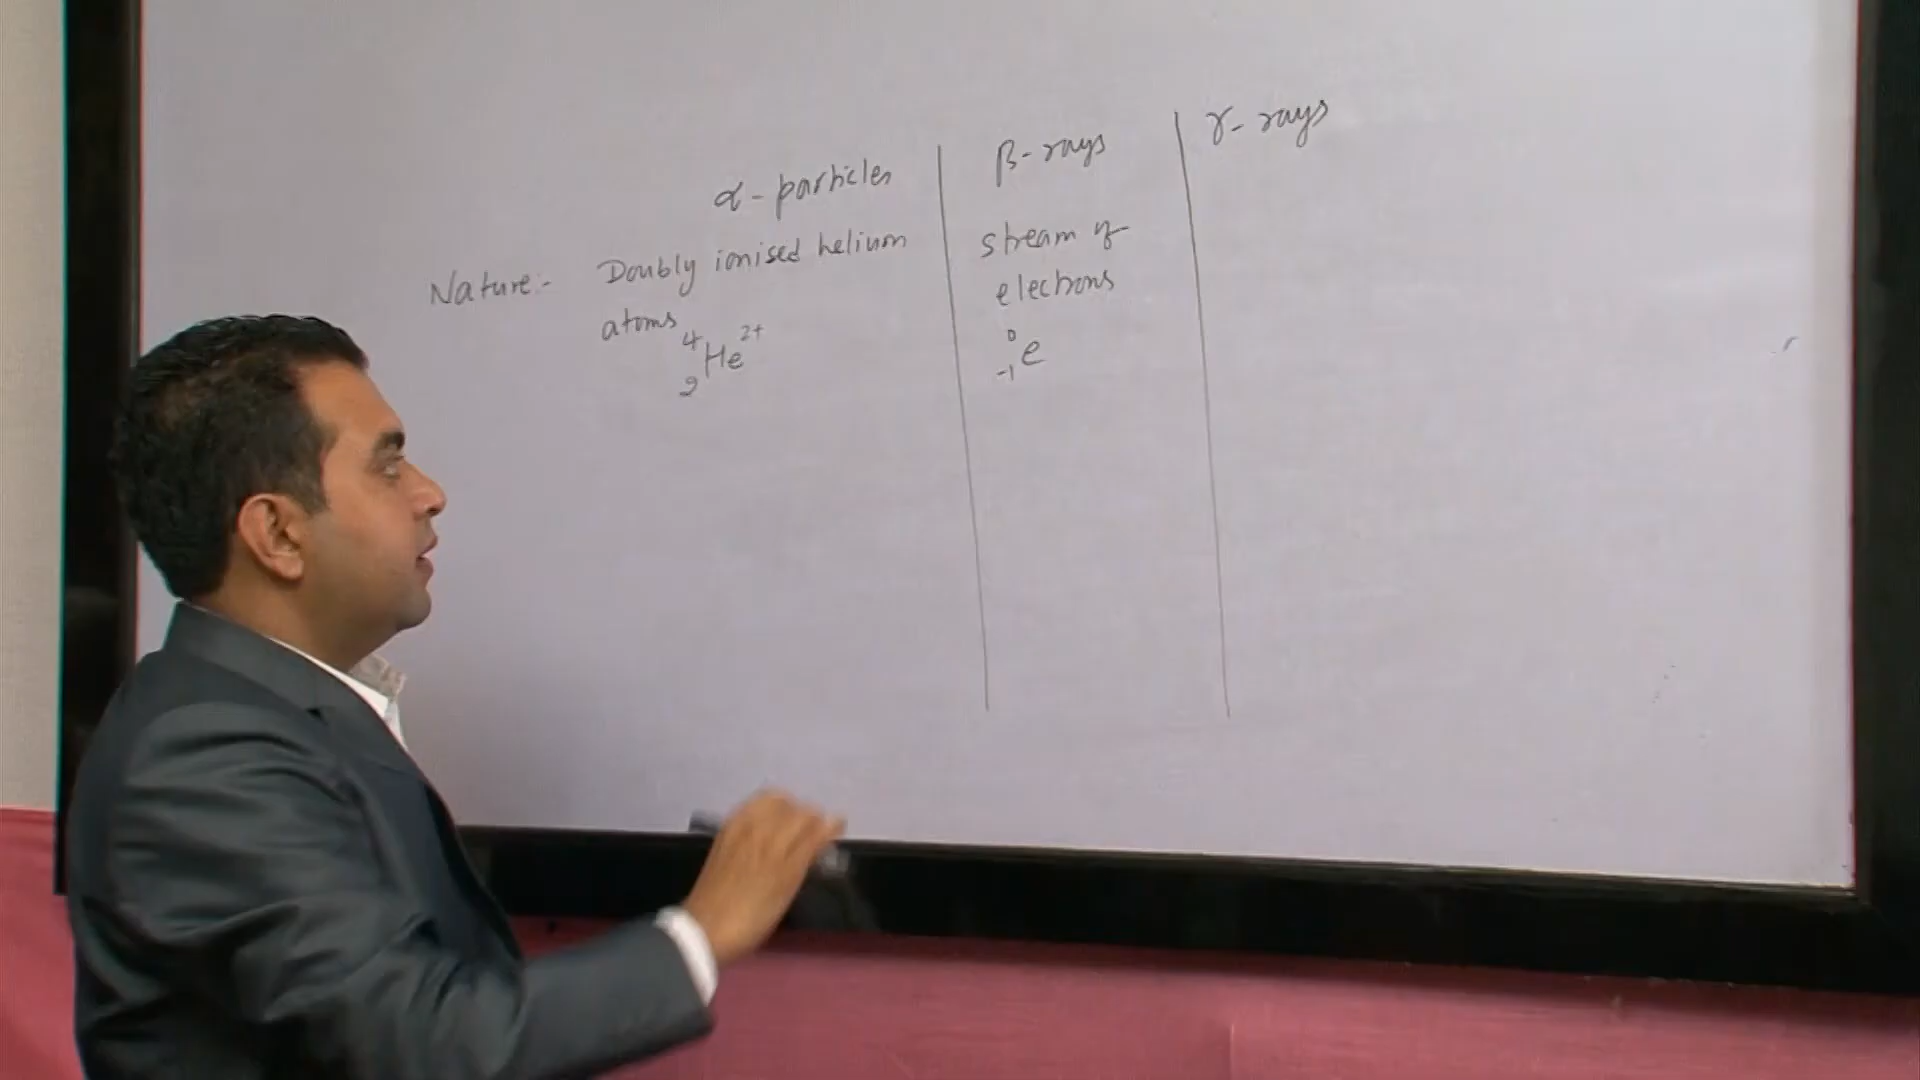 α- particles
β- rays
γ- rays
Nature:- Doubly ionised helium
atoms
⁴₂He²⁺
stream of
electrons
⁰₋₁e